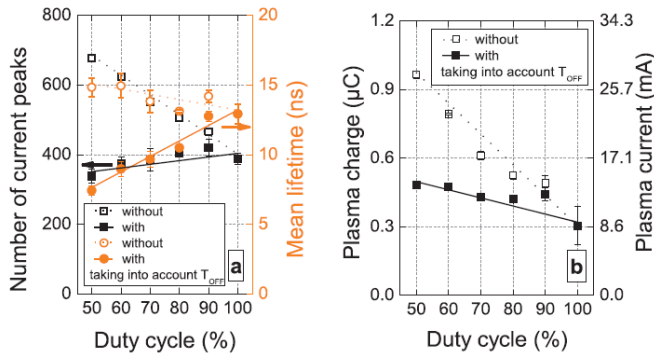 800
600
400
200
0
Number of current peaks
20
15
10
5
0
Mean lifetime (ns)
without
with
without
with
taking into account T_OFF
a
50 60 70 80 90 100
Duty cycle (%)
1.2
0.9
0.6
0.3
0.0
Plasma charge (µC)
34.3
25.7
17.1
8.6
0.0
Plasma current (mA)
without
with
taking into account T_OFF
b
50 60 70 80 90 100
Duty cycle (%)